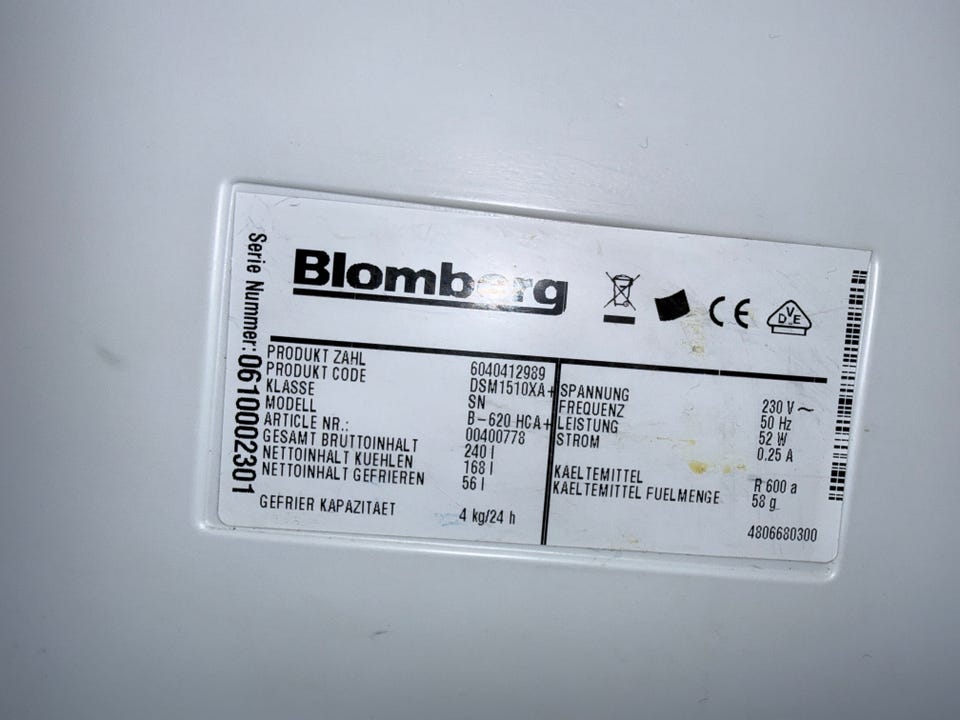 Serie Nummer: 0610002301
Blomberg
CE
DVE
PRODUKT ZAHL 6040412989
PRODUKT CODE DSM1510XA+
KLASSE SN
MODELL B-620 HCA+
ARTICLE NR.: 00400778
GESAMT BRUTTOINHALT 240 l
NETTOINHALT KUEHLEN 168 l
NETTOINHALT GEFRIEREN 56 l
GEFRIER KAPAZITAET 4 kg/24 h
SPANNUNG 230 V ~
FREQUENZ 50 Hz
LEISTUNG 52 W
STROM 0.25 A
KAELTEMITTEL R 600 a
KAELTEMITTEL FUELMENGE 58 g
4806680300